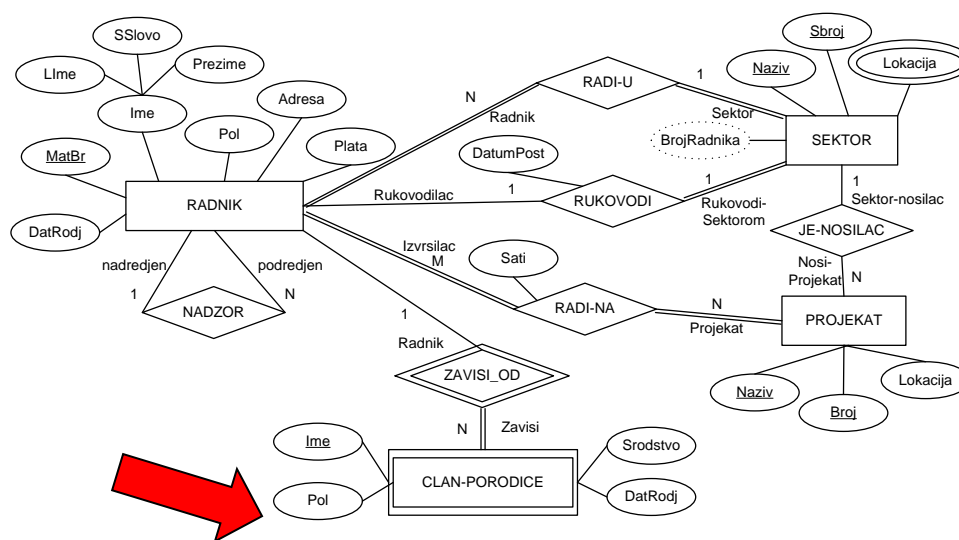 SSlovo
Sbroj
LIme
Prezime
Naziv
Lokacija
Ime
Adresa
N
RADI-U
1
Radnik
Sektor
MatBr
Pol
Plata
DatumPost
BrojRadnika
SEKTOR
RADNIK
Rukovodilac
1
RUKOVODI
1
Rukovodi-
Sektorom
1
Sektor-nosilac
DatRodj
JE-NOSILAC
nadredjen
podredjen
Izvrsilac
M
Sati
Nosi-
Projekat
N
1
NADZOR
N
RADI-NA
N
Projekat
PROJEKAT
1
Radnik
ZAVISI_OD
Naziv
Broj
Lokacija
N
Zavisi
Ime
Srodstvo
CLAN-PORODICE
Pol
DatRodj